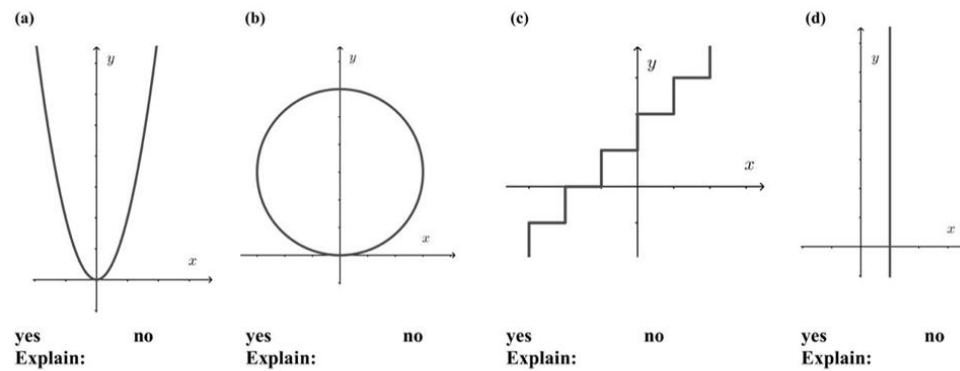 (a) (b) (c) (d)
y y y y
x x x x
yes no yes no yes no yes no
Explain: Explain: Explain: Explain: